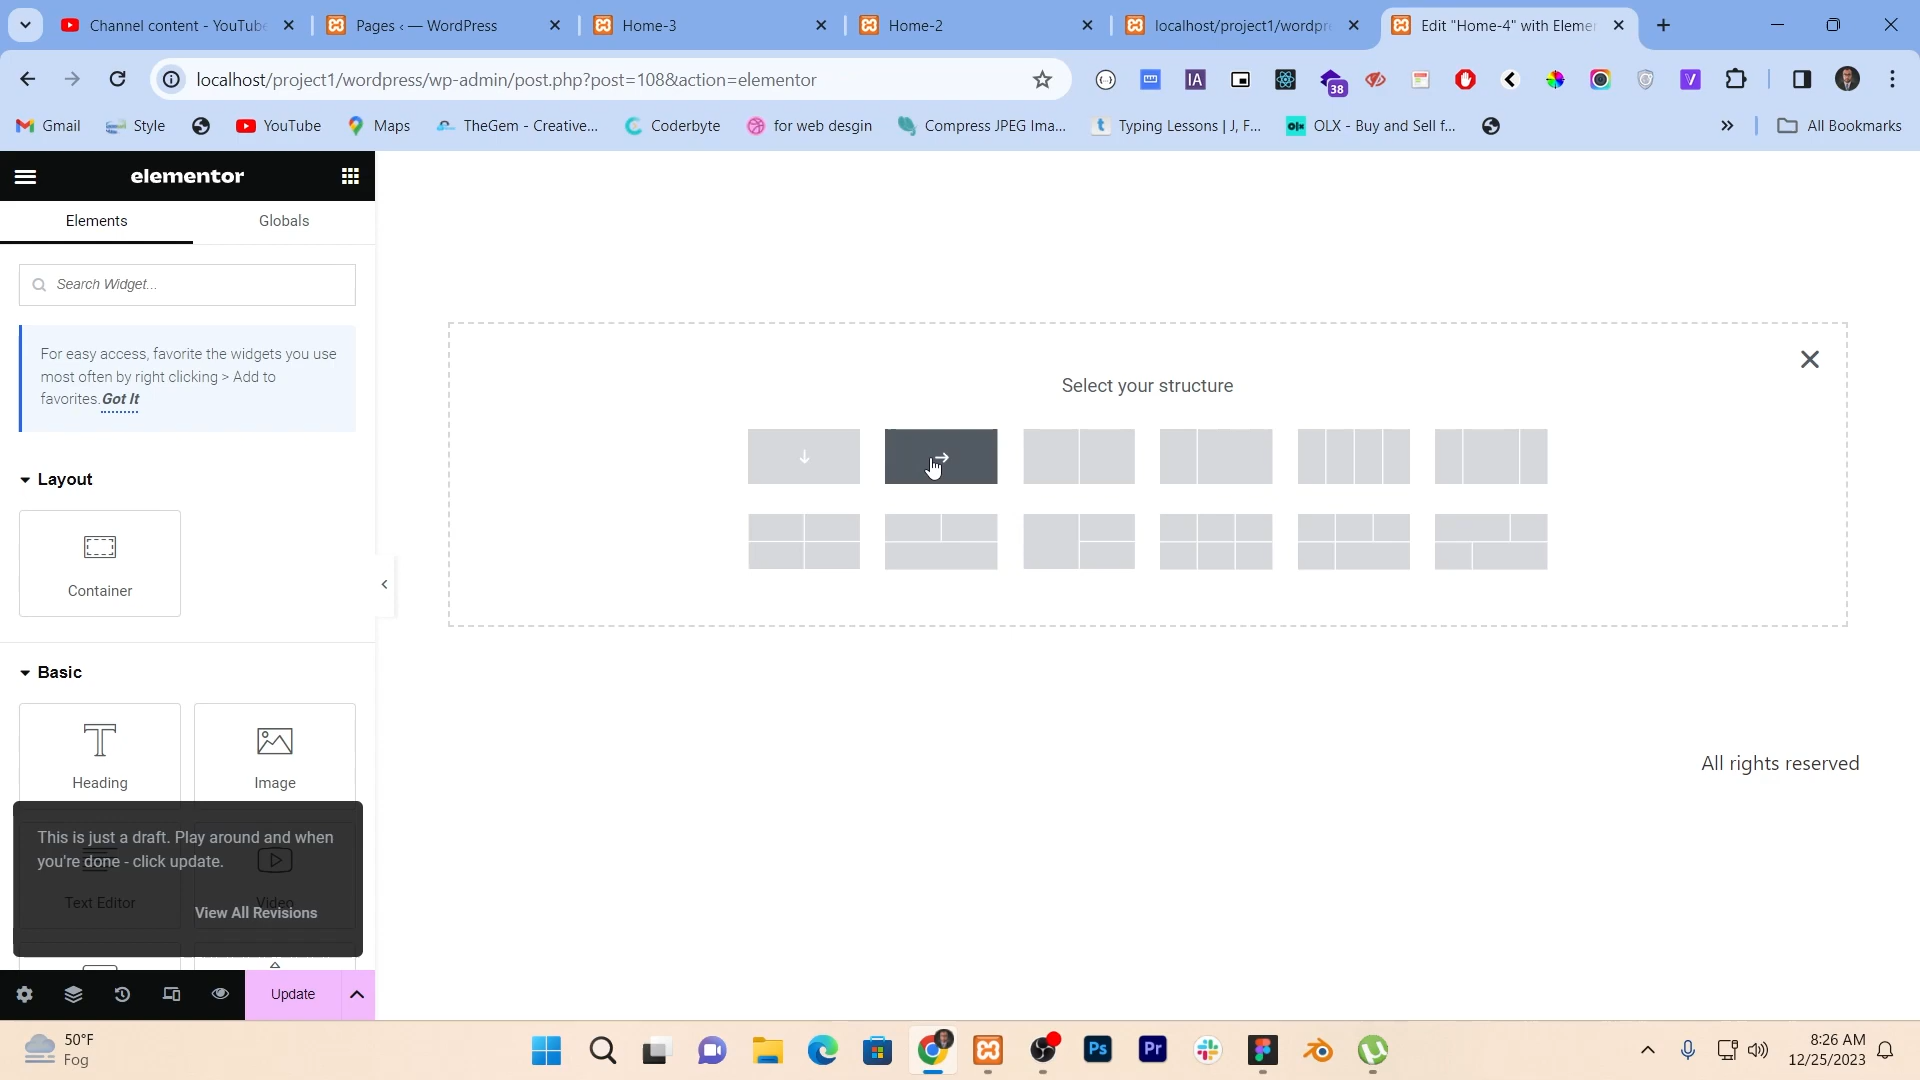 Channel content - YouTube
Pages ‹ — WordPress
Home-3
Home-2
localhost/project1/wordpr
Edit "Home-4" with Elemen
localhost/project1/wordpress/wp-admin/post.php?post=108&action=elementor
IA
38
V
Gmail
Style
YouTube
Maps
TheGem - Creative...
Coderbyte
for web desgin
Compress JPEG Ima...
Typing Lessons | J, F...
OLX - Buy and Sell f...
All Bookmarks
elementor
Elements
Globals
Search Widget...
For easy access, favorite the widgets you use
most often by right clicking > Add to
favorites. Got It
Layout
Container
Basic
Heading
Image
This is just a draft. Play around and when
you're done - click update.
Text Editor
Video
View All Revisions
Update
Select your structure
All rights reserved
50°F
Fog
Ps
Pr
8:26 AM
12/25/2023